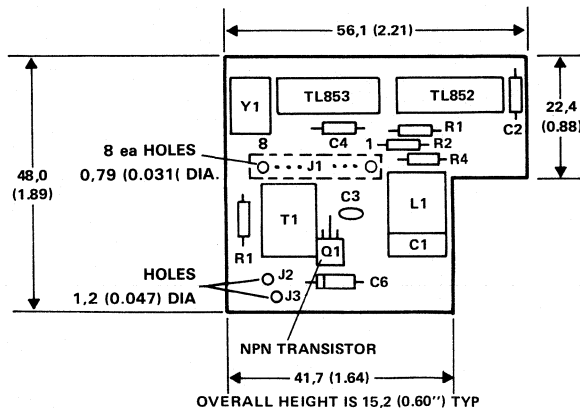 56,1 (2.21)
TL853
TL852
Y1
C2
22,4
(0.88)
8
C4
1
R1
R2
R4
8 ea HOLES
0,79 (0.031( DIA.
J1
48,0
(1.89)
C3
L1
T1
R1
Q1
C1
HOLES
1,2 (0.047) DIA
J2
J3
C6
NPN TRANSISTOR
41,7 (1.64)
OVERALL HEIGHT IS 15,2 (0.60'') TYP